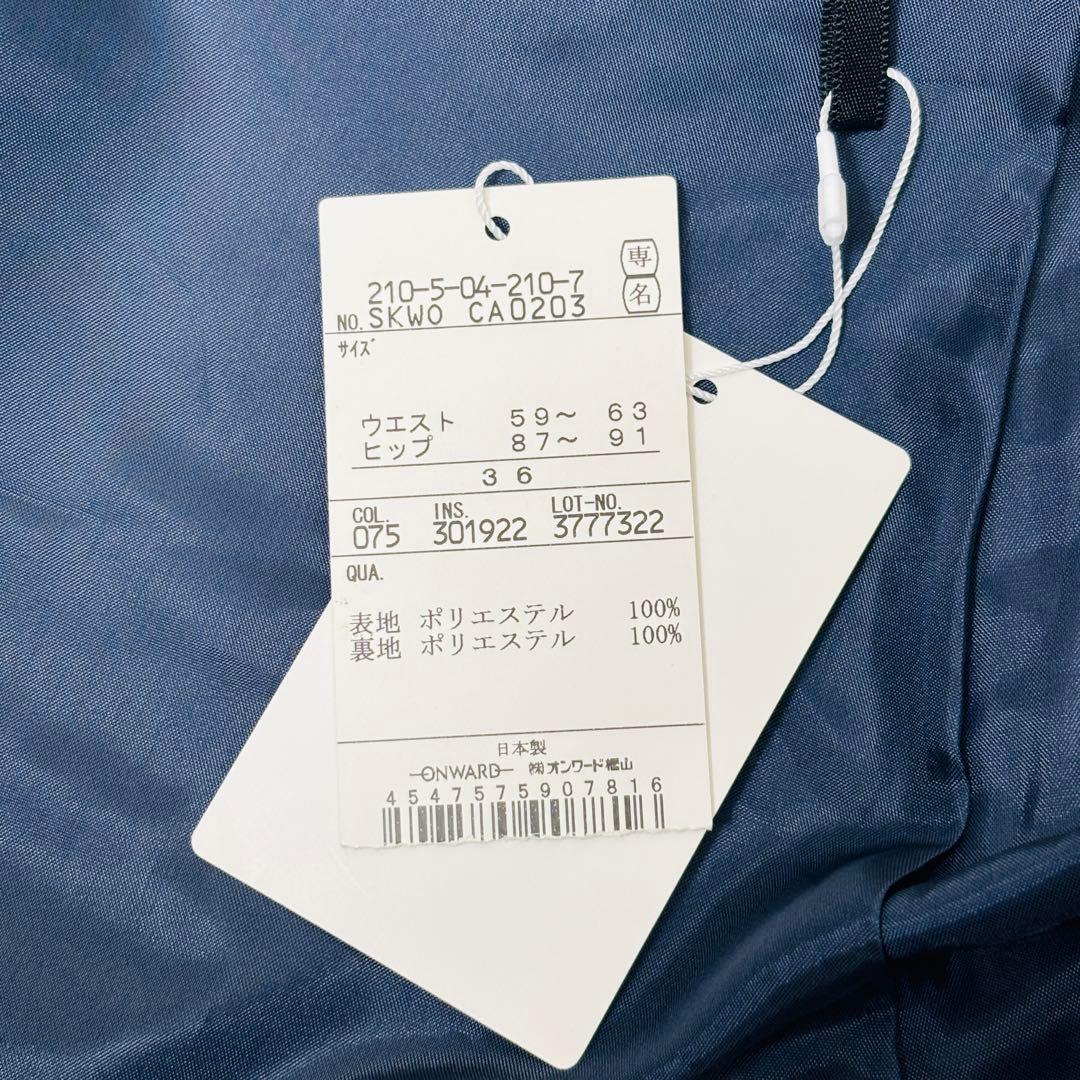 専
名
210-5-04-210-7
NO. SKWO CA0203
ｻｲｽﾞ
ウエスト 59～ 63
ヒップ 87～ 91
36
COL. INS. LOT-NO.
075 301922 3777322
QUA.
表地 ポリエステル 100%
裏地 ポリエステル 100%
日本製
ONWARD ㈱オンワード樫山
4547575907816